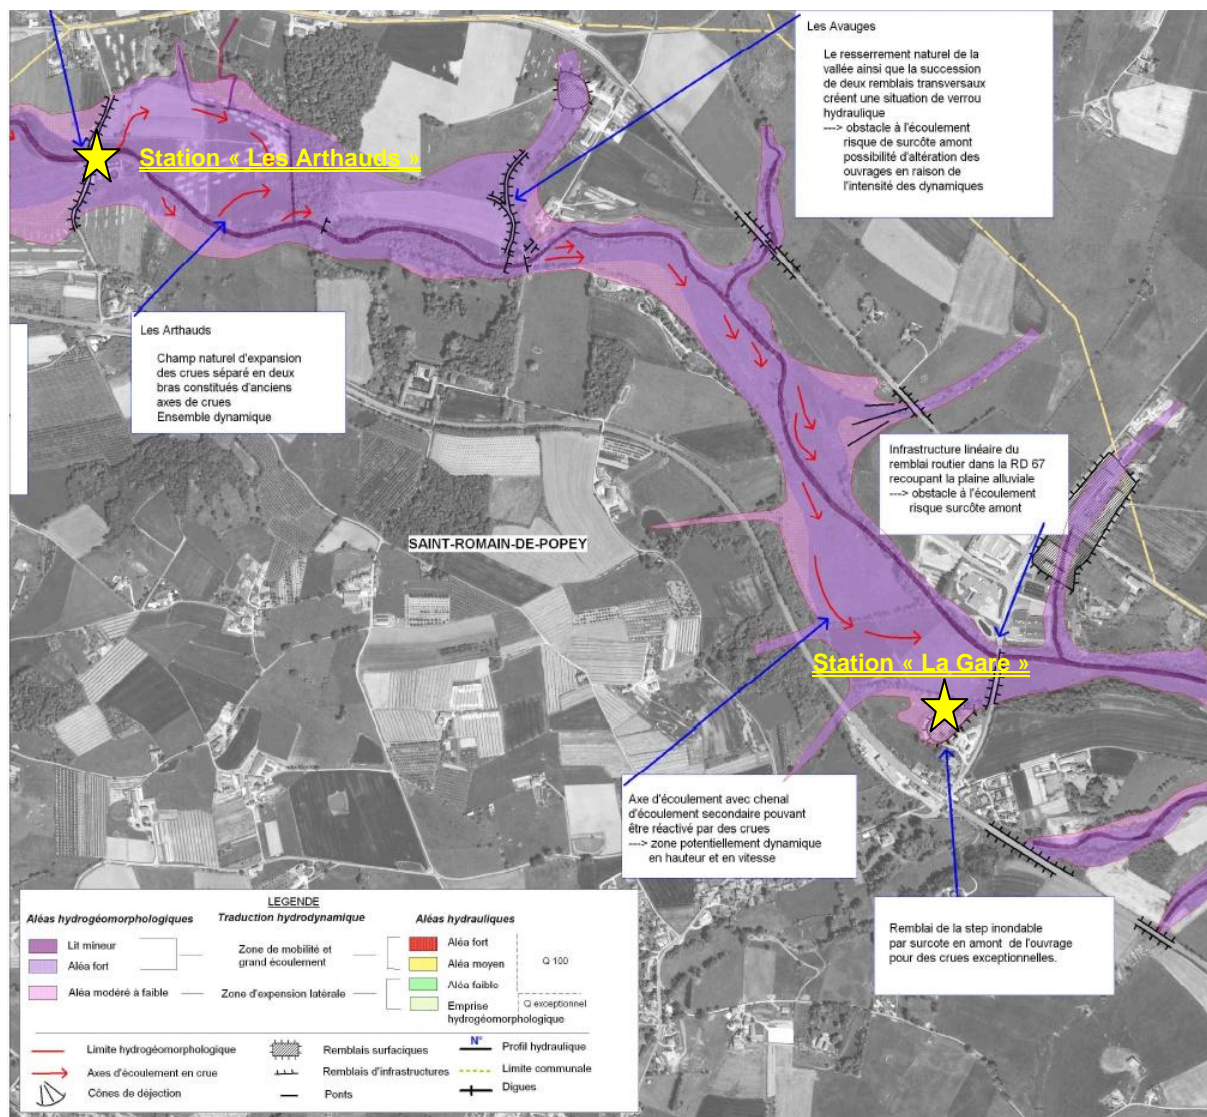 Les Avauges
Le resserrement naturel de la
vallée ainsi que la succession
de deux remblais transversaux
créent une situation de verrou
hydraulique
---> obstacle à l'écoulement
risque de surcôte amont
possibilité d'altération des
ouvrages en raison de
l'intensité des dynamiques
Station « Les Arthauds »
Les Arthauds
Champ naturel d'expansion
des crues séparé en deux
bras constitués d'anciens
axes de crues
Ensemble dynamique
Infrastructure linéaire du
remblai routier dans la RD 67
recoupant la plaine alluviale
---> obstacle à l'écoulement
risque surcôte amont
SAINT-ROMAIN-DE-POPEY
Station « La Gare »
Axe d'écoulement avec chenal
d'écoulement secondaire pouvant
être réactivé par des crues
---> zone potentiellement dynamique
en hauteur et en vitesse
Remblai de la step inondable
par surcote en amont de l'ouvrage
pour des crues exceptionnelles.
LEGENDE
Aléas hydrogéomorphologiques
Traduction hydrodynamique
Aléas hydrauliques
Lit mineur
Aléa fort
Aléa modéré à faible
Zone de mobilité et
grand écoulement
Zone d'expension latérale
Aléa fort
Aléa moyen
Aléa faible
Emprise
hydrogéomorphologique
Q 100
Q exceptionnel
Limite hydrogéomorphologique
Axes d'écoulement en crue
Cônes de déjection
Remblais surfaciques
Remblais d'infrastructures
Ponts
N° Profil hydraulique
Limite communale
Digues